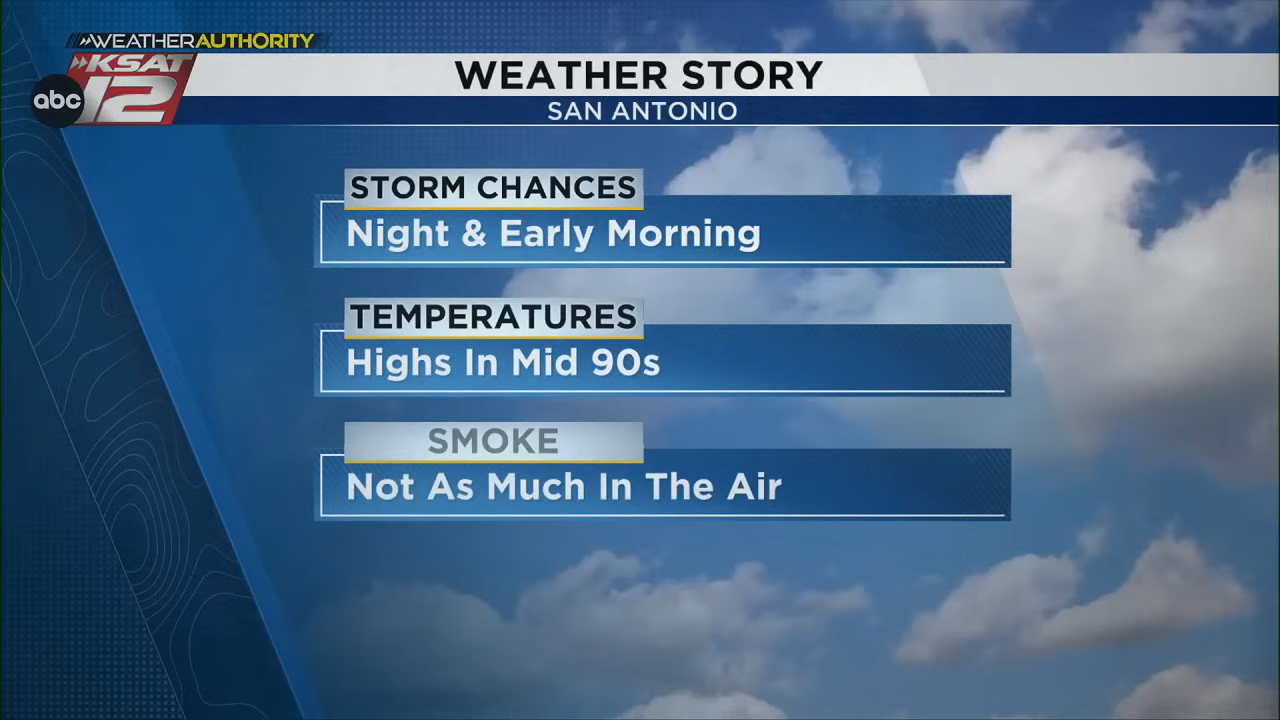 WEATHERAUTHORITY
KSAT
abc
12
WEATHER STORY
SAN ANTONIO
STORM CHANCES
Night & Early Morning
TEMPERATURES
Highs In Mid 90s
SMOKE
Not As Much In The Air